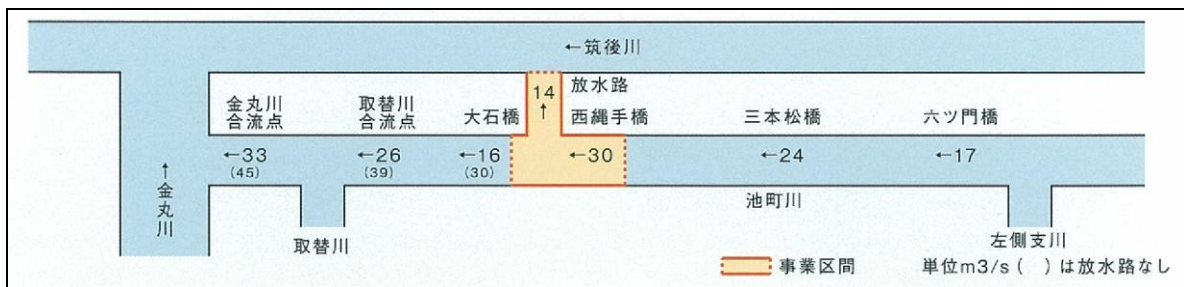 ←筑後川
14
↑
放水路
金丸川
合流点
取替川
合流点
大石橋
西縄手橋
三本松橋
六ツ門橋
←33
(45)
←26
(39)
←16
(30)
←30
←24
←17
↑金丸川
取替川
池町川
左側支川
事業区間
単位m3/s ( ) は放水路なし